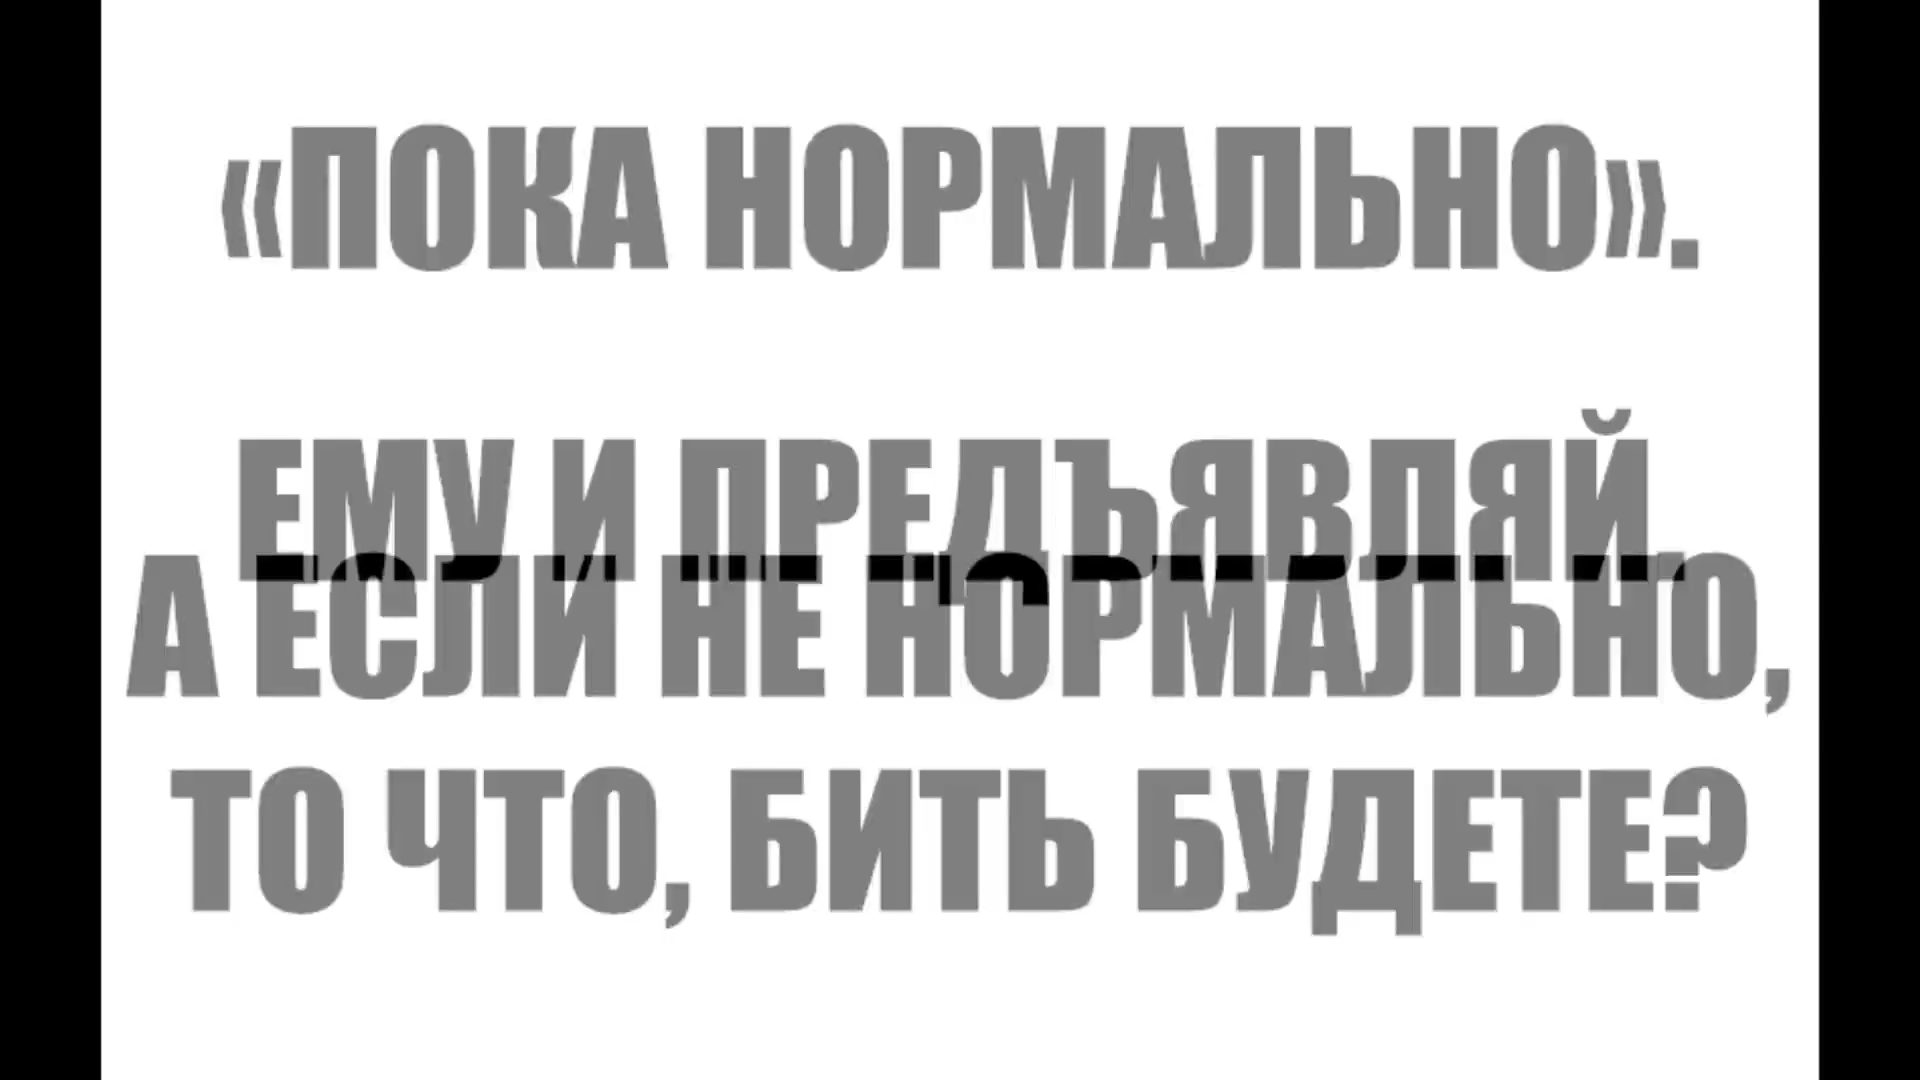 «ПОКА НОРМАЛЬНО».
ЕМУ И ПРЕДЪЯВЛЯЙ.
А ЕСЛИ НЕ НОРМАЛЬНО,
ТО ЧТО, БИТЬ БУДЕТЕ?